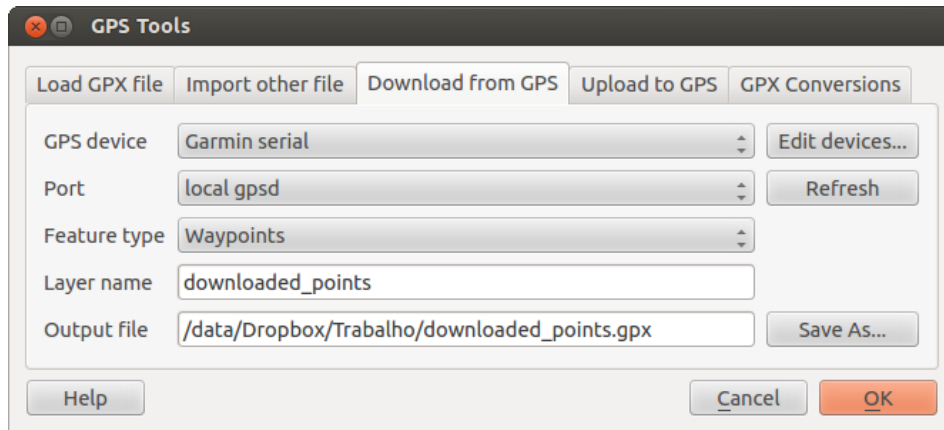 GPS Tools
Load GPX file Import other file Download from GPS Upload to GPS GPX Conversions
GPS device Garmin serial Edit devices...
Port local gpsd Refresh
Feature type Waypoints
Layer name downloaded_points
Output file /data/Dropbox/Trabalho/downloaded_points.gpx Save As...
Help Cancel OK